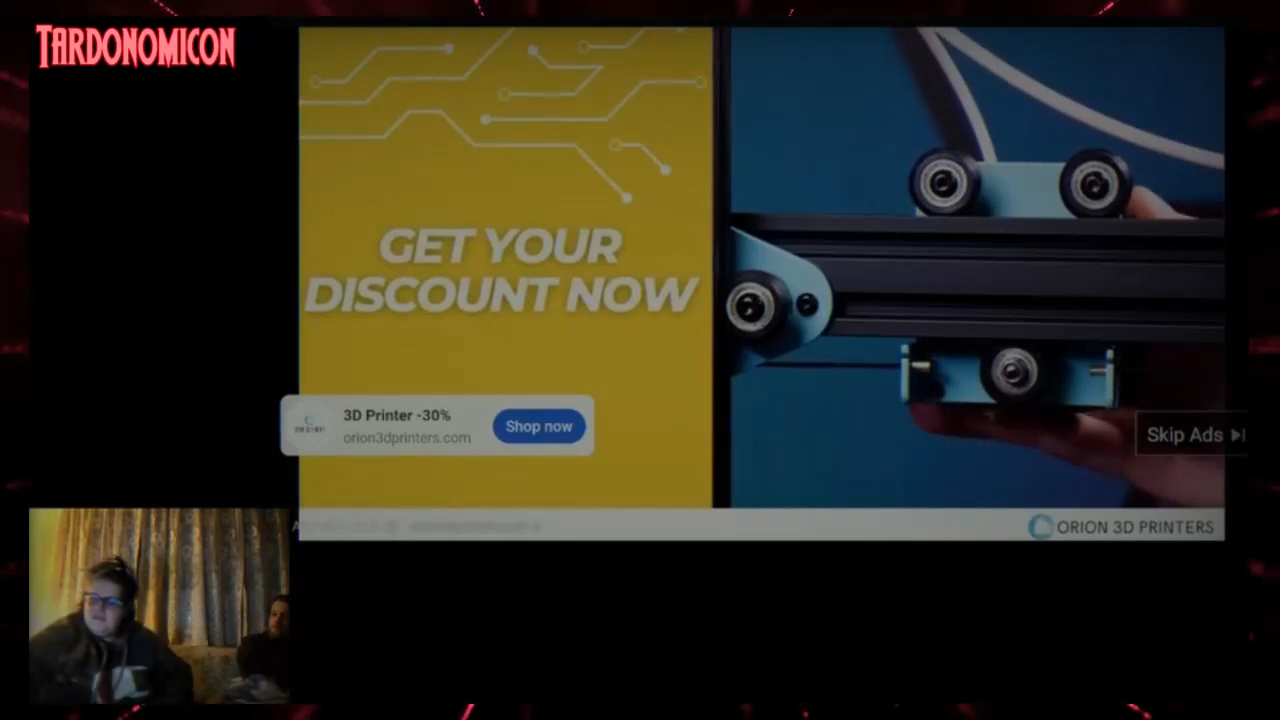 TARDONOMICON
GET YOUR
DISCOUNT NOW
3D Printer -30%
orion3dprinters.com
Shop now
Skip Ads
ORION 3D PRINTERS